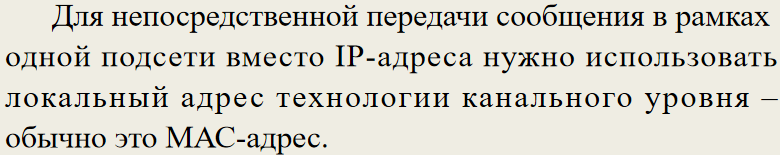 Для непосредственной передачи сообщения в рамках
одной подсети вместо IP-адреса нужно использовать
локальный адрес технологии канального уровня –
обычно это MAC-адрес.